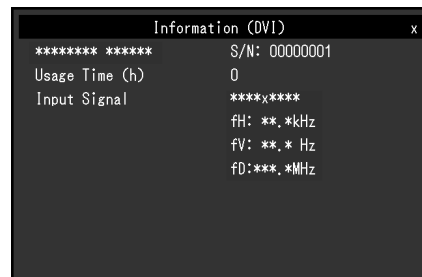 Information (DVI) x
******** ****** S/N: 00000001
Usage Time (h) 0
Input Signal ****x****
fH: **.*kHz
fV: **.* Hz
fD:***.*MHz